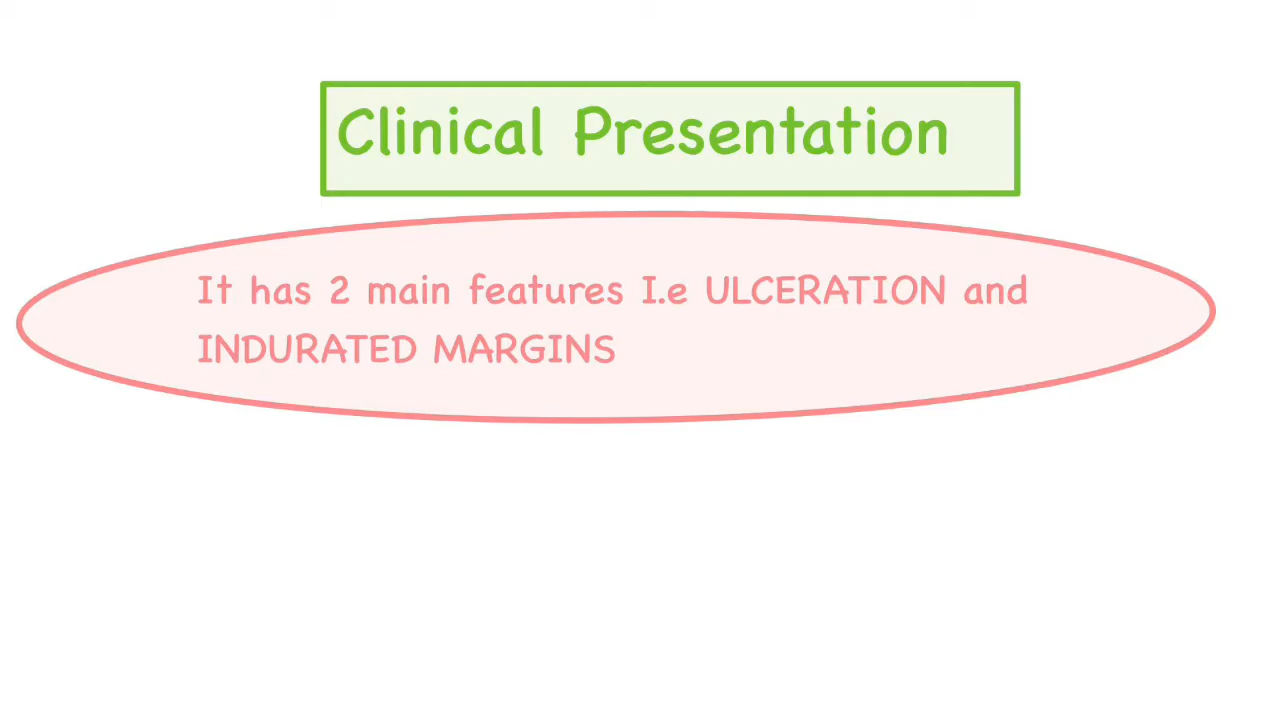 Clinical Presentation
It has 2 main features I.e ULCERATION and
INDURATED MARGINS